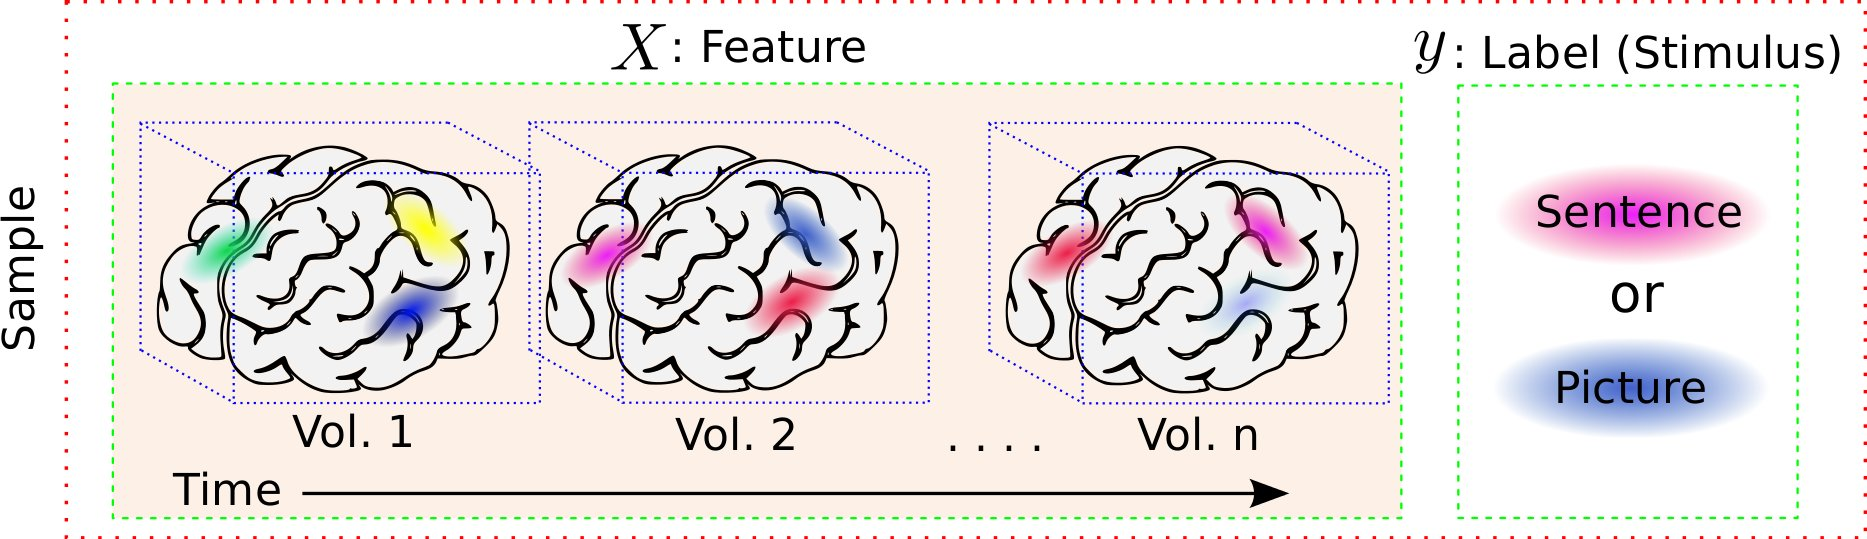 X : Feature
y : Label (Stimulus)
Sample
Sentence
or
Picture
Vol. 1
Vol. 2
. . . .
Vol. n
Time